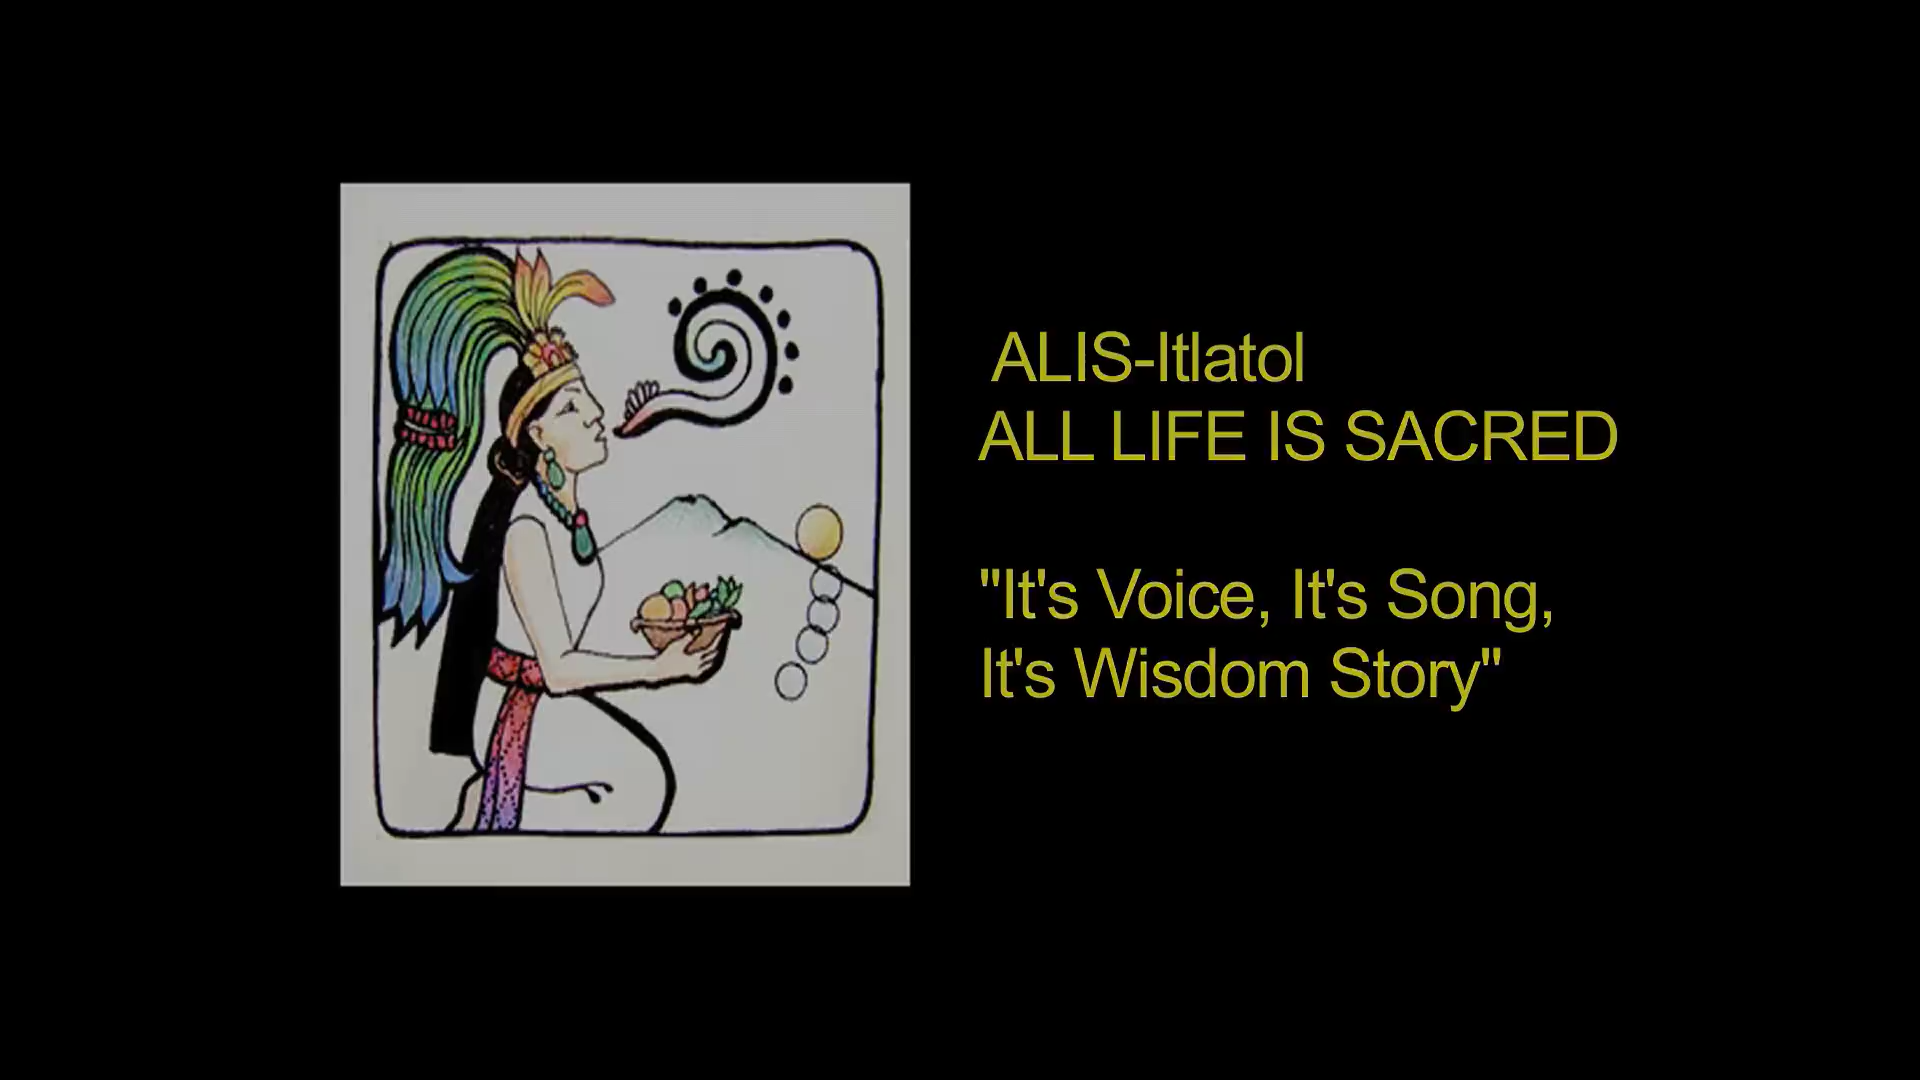 ALIS-Itlatol
ALL LIFE IS SACRED
"It's Voice, It's Song,
It's Wisdom Story"